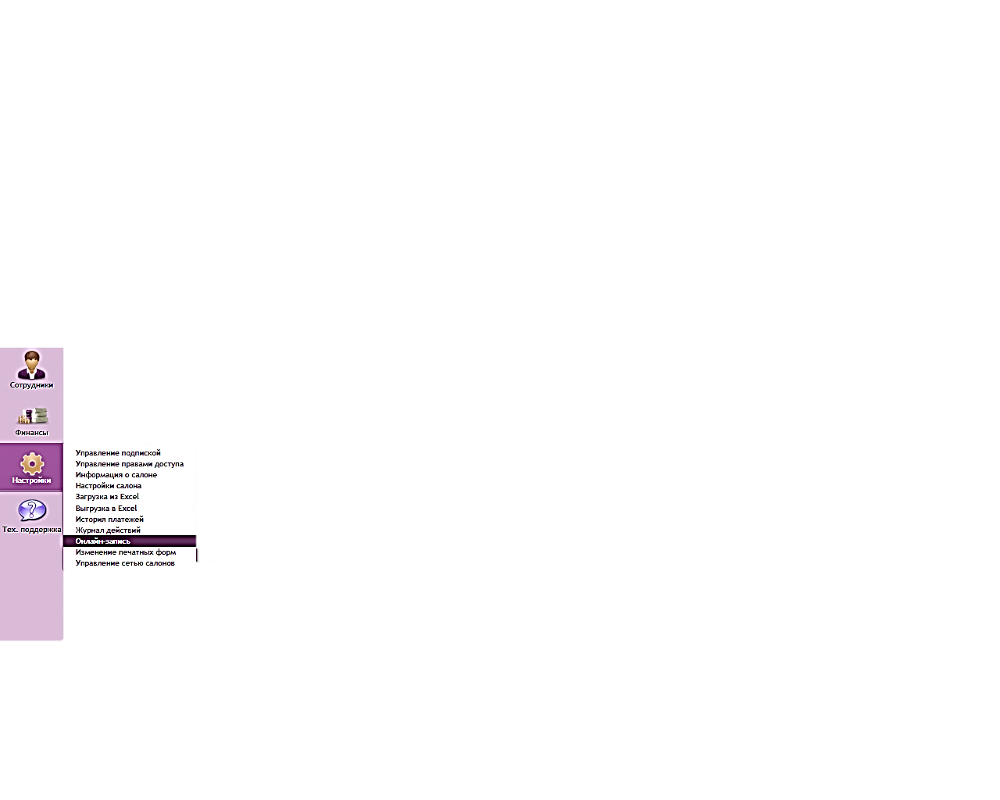 Сотрудники
Финансы
Настройки
Тех. поддержка
Управление подпиской
Управление правами доступа
Информация о салоне
Настройки салона
Загрузка из Excel
Выгрузка в Excel
История платежей
Журнал действий
Онлайн-запись
Изменение печатных форм
Управление сетью салонов